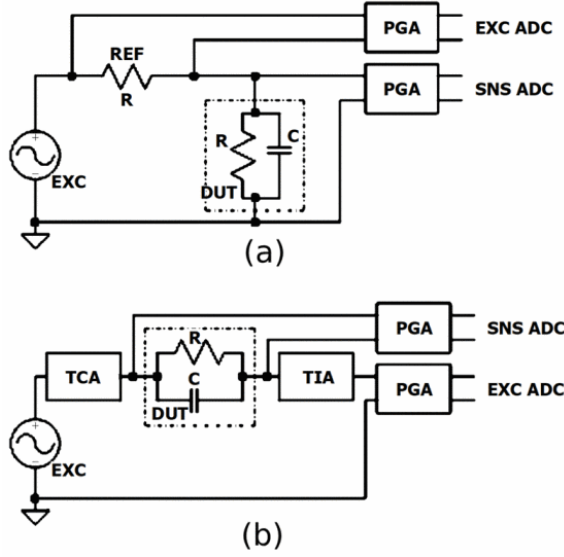 PGA EXC ADC
REF
R
PGA SNS ADC
R C
DUT
EXC
(a)
PGA SNS ADC
R
TCA C TIA PGA EXC ADC
DUT
EXC
(b)